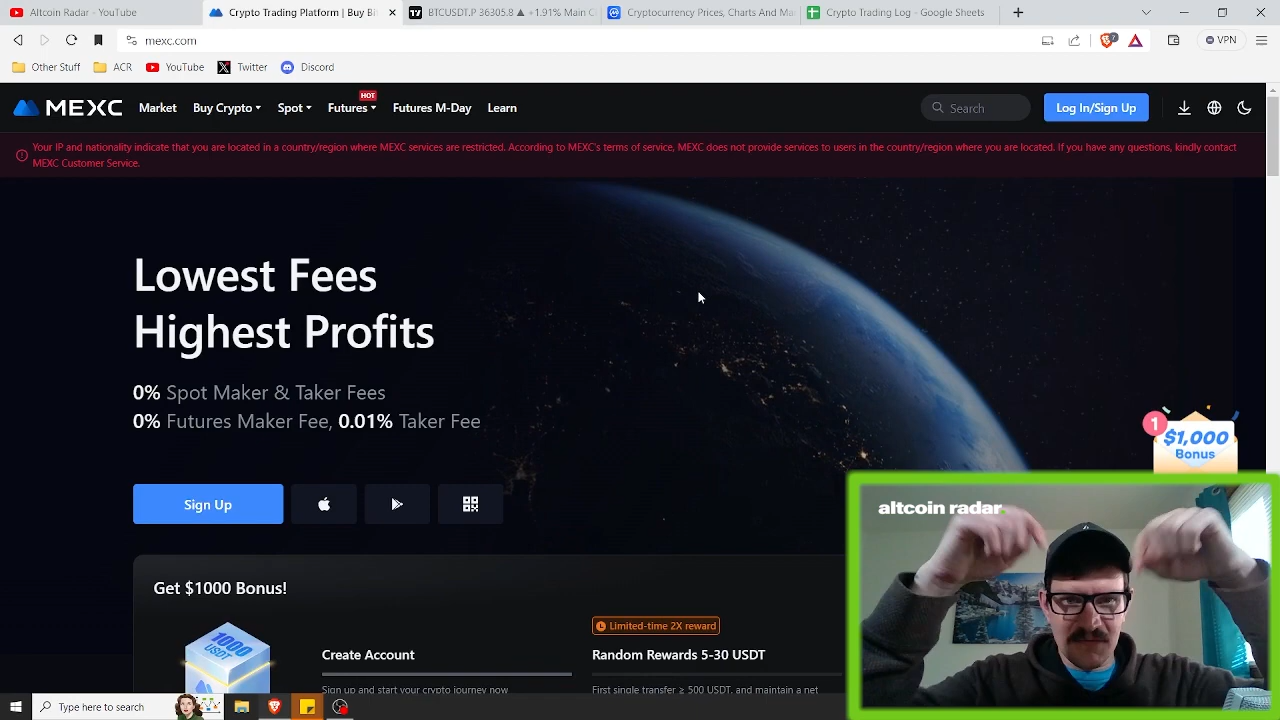 Altcoin Radar - YouTube
Crypto Trading Platform | Buy Bi
BTCUSDT.P 36305.8 ▲ +1.91% Main C
Cryptocurrency Prices, Charts And Ma
Crypto Trading Log - Google Sheets
mexc.com
7
VPN
Other Stuff
ACR
YouTube
Twitter
Discord
MEXC
Market
Buy Crypto
Spot
Futures
HOT
Futures M-Day
Learn
Search
Log In/Sign Up
Your IP and nationality indicate that you are located in a country/region where MEXC services are restricted. According to MEXC's terms of service, MEXC does not provide services to users in the country/region where you are located. If you have any questions, kindly contact
MEXC Customer Service.
Lowest Fees
Highest Profits
0% Spot Maker & Taker Fees
0% Futures Maker Fee, 0.01% Taker Fee
Sign Up
1
$1,000
Bonus
altcoin radar.
Get $1000 Bonus!
1000
USDT
Create Account
Sign up and start your crypto journey now
Limited-time 2X reward
Random Rewards 5-30 USDT
First single transfer ≥ 500 USDT, and maintain a net
Type here to search